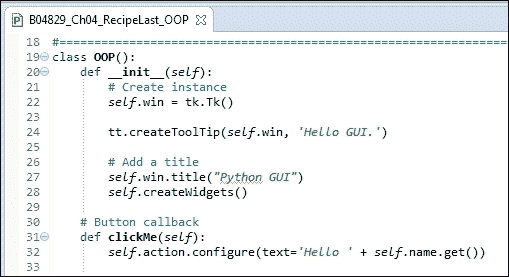 B04829_Ch04_RecipeLast_OOP
18 #=================================================================
19 class OOP():
20     def __init__(self):
21         # Create instance
22         self.win = tk.Tk()
23
24         tt.createToolTip(self.win, 'Hello GUI.')
25
26         # Add a title
27         self.win.title("Python GUI")
28         self.createWidgets()
29
30     # Button callback
31     def clickMe(self):
32         self.action.configure(text='Hello ' + self.name.get())
33